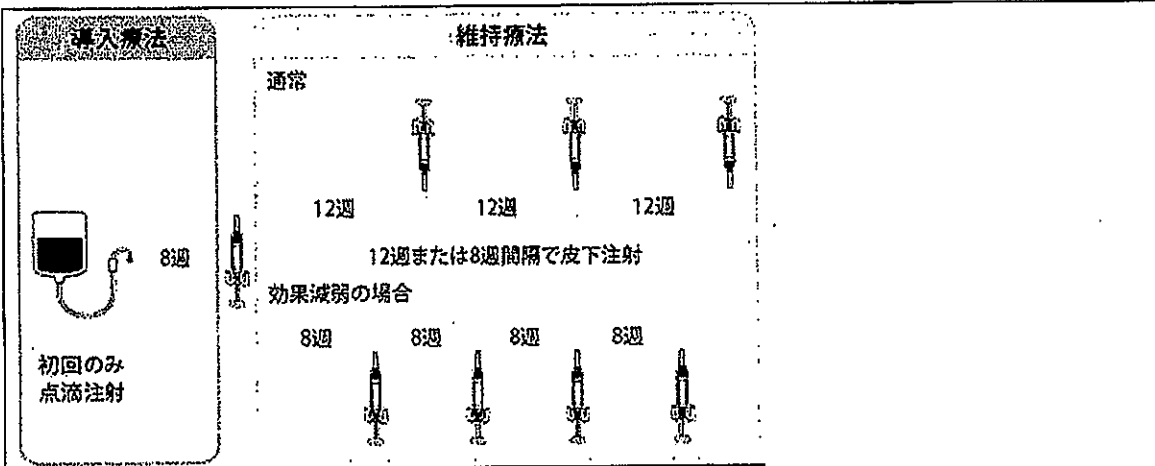 導入療法
維持療法
通常
12週
12週
12週
8週
12週または8週間隔で皮下注射
効果減弱の場合
8週
8週
8週
8週
初回のみ
点滴注射